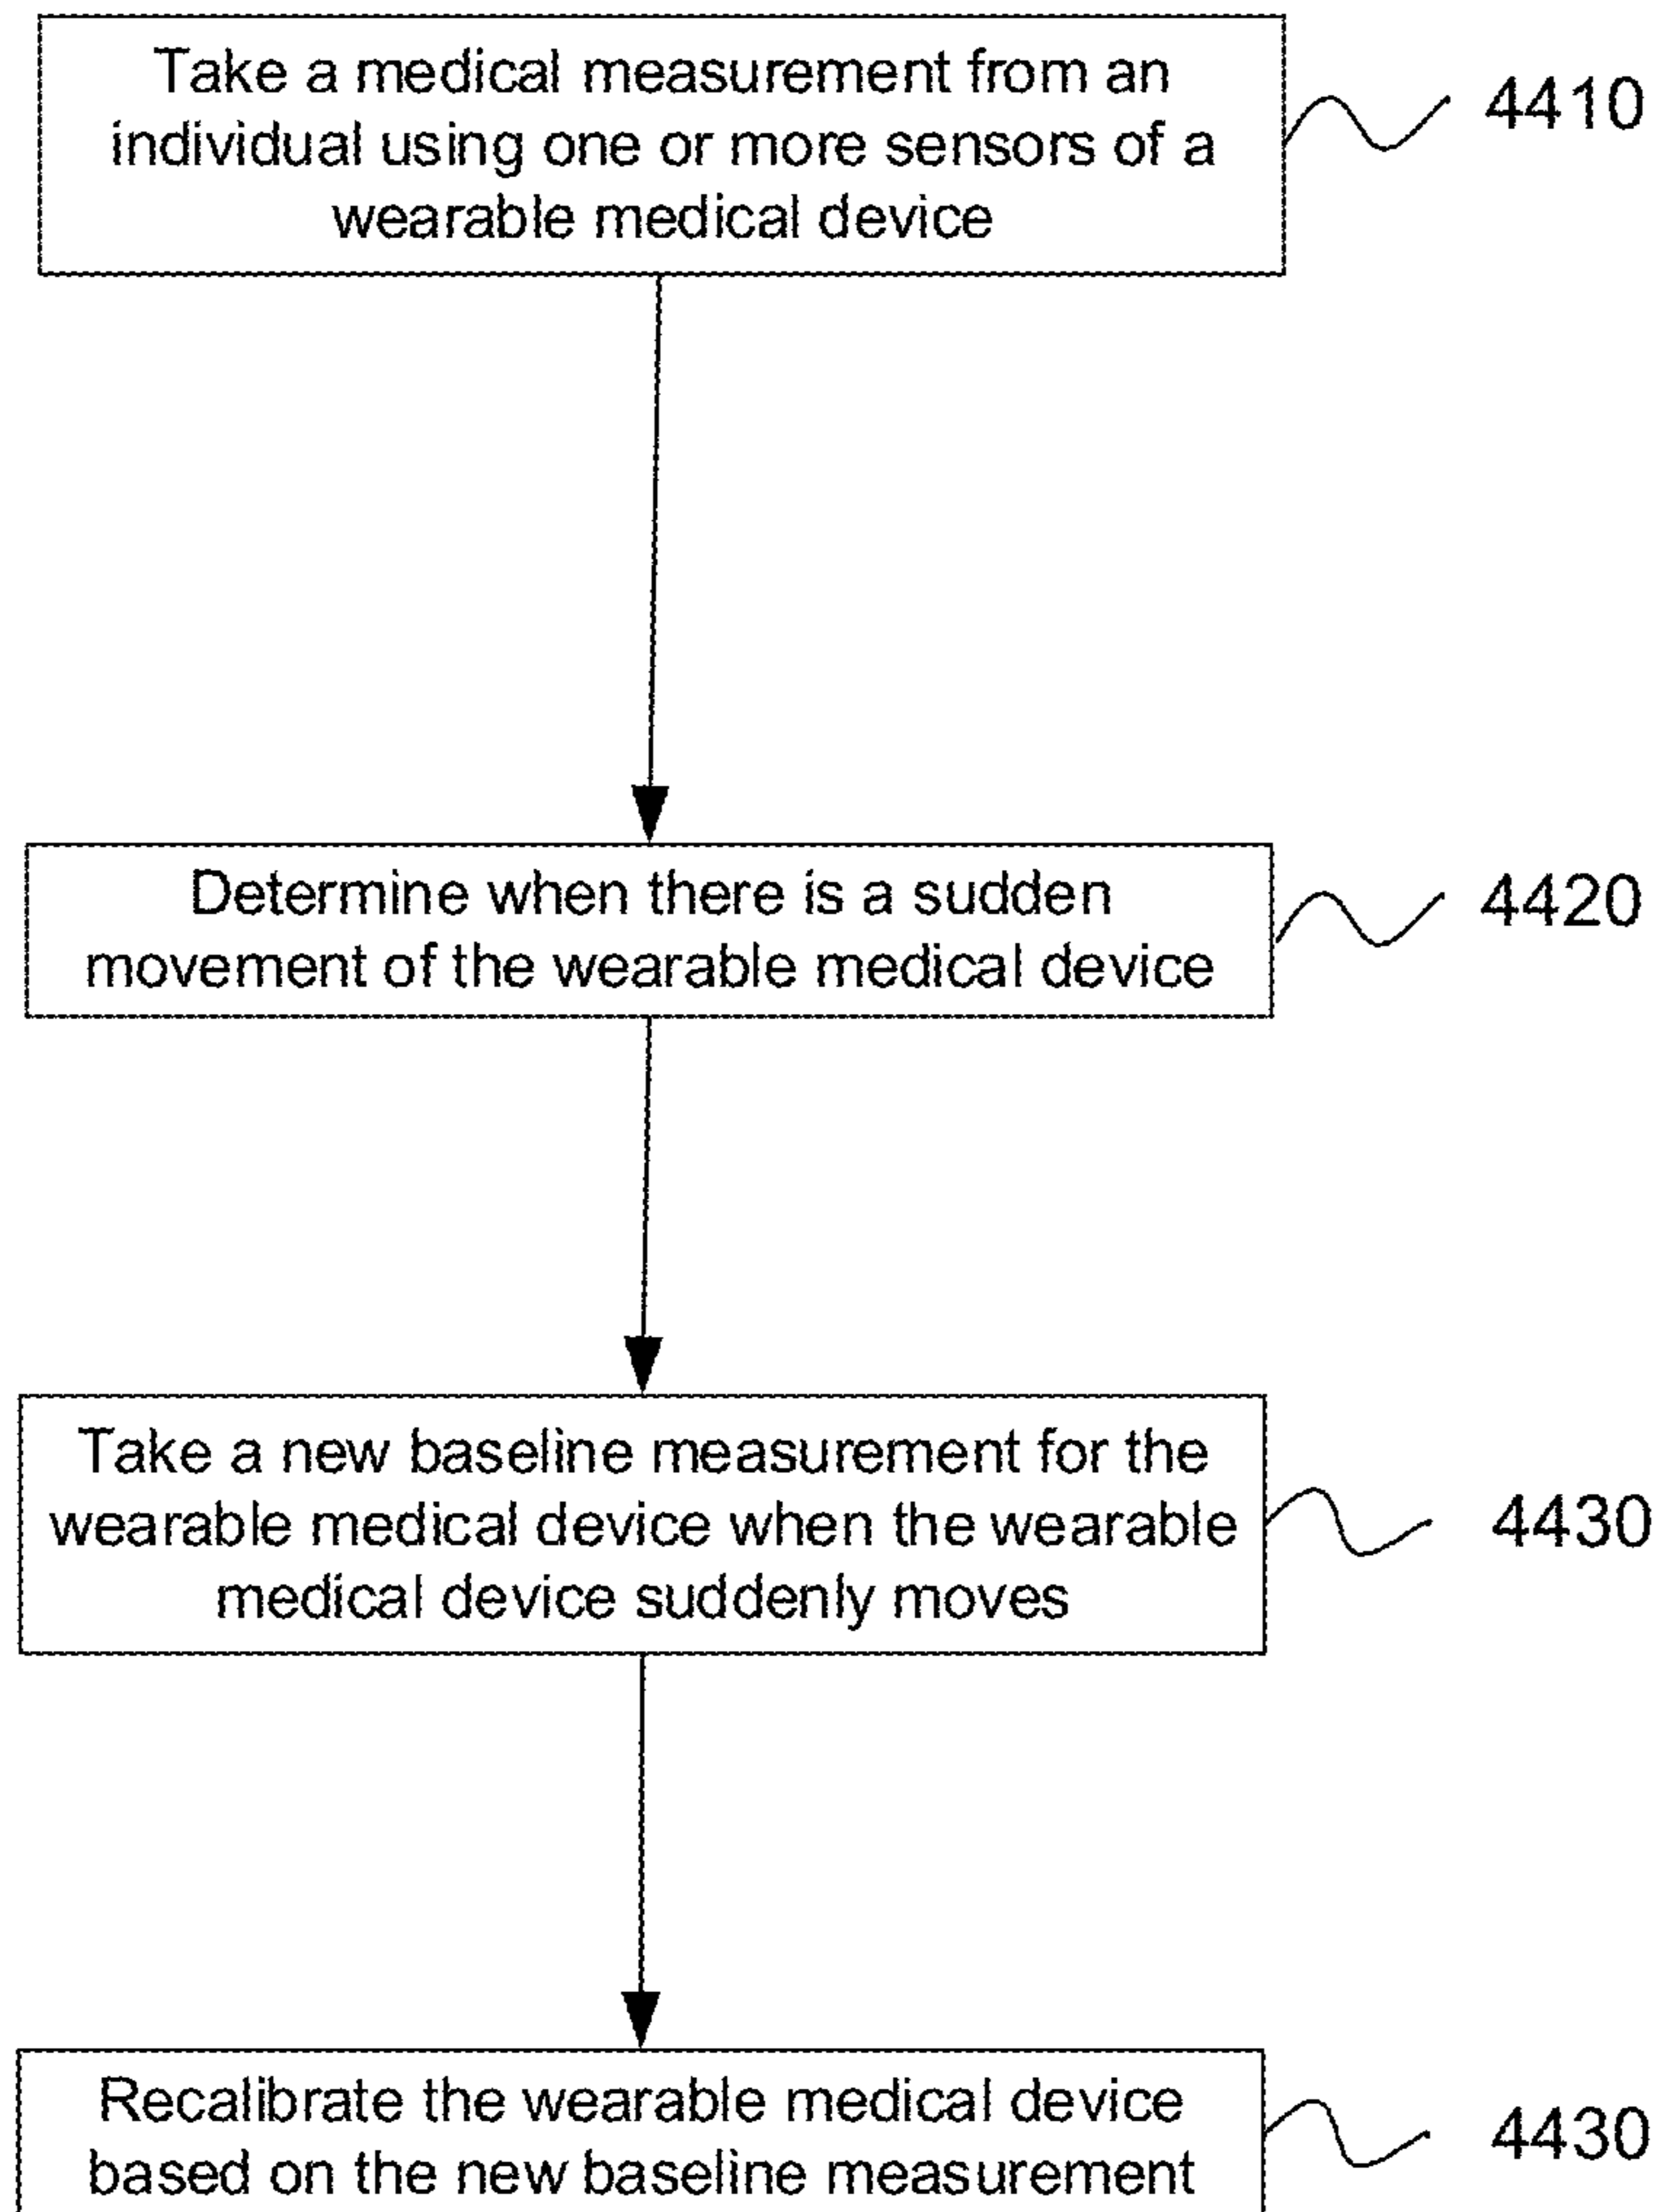 Take a medical measurement from an
individual using one or more sensors of a
wearable medical device
4410
Determine when there is a sudden
movement of the wearable medical device
4420
Take a new baseline measurement for the
wearable medical device when the wearable
medical device suddenly moves
4430
Recalibrate the wearable medical device
based on the new baseline measurement
4430